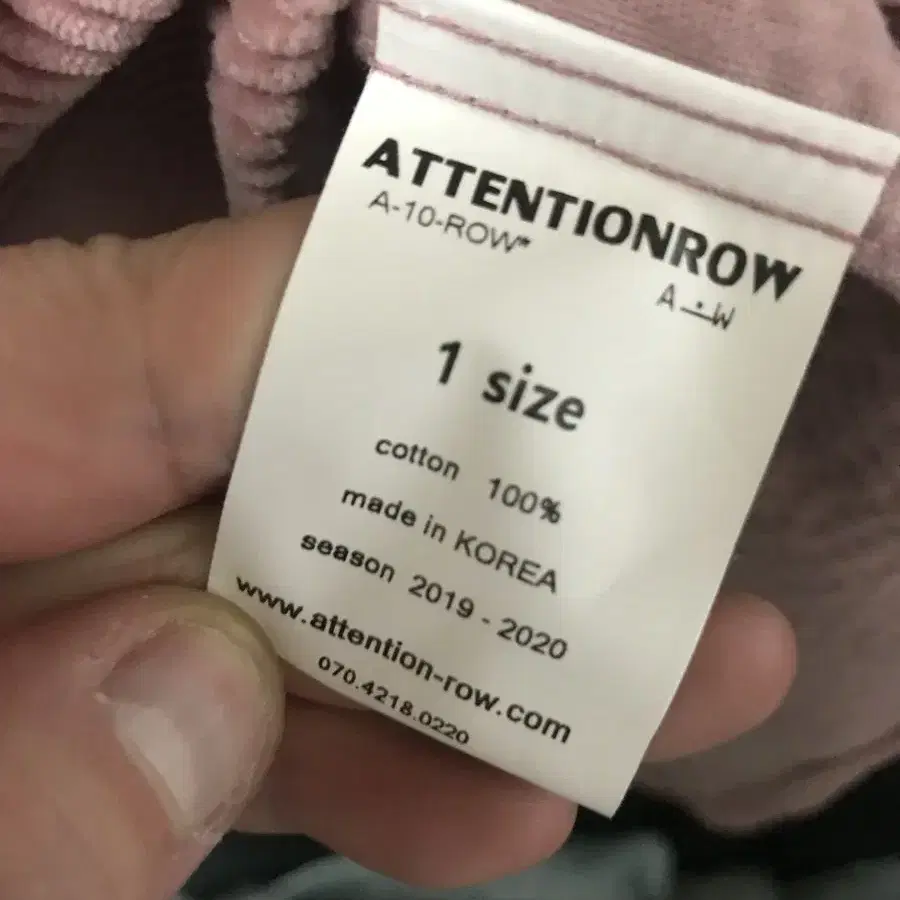 ATTENTIONROW
A-10-ROW*
1 size
cotton 100%
made in KOREA
season 2019 - 2020
www.attention-row.com
070.4218.0220